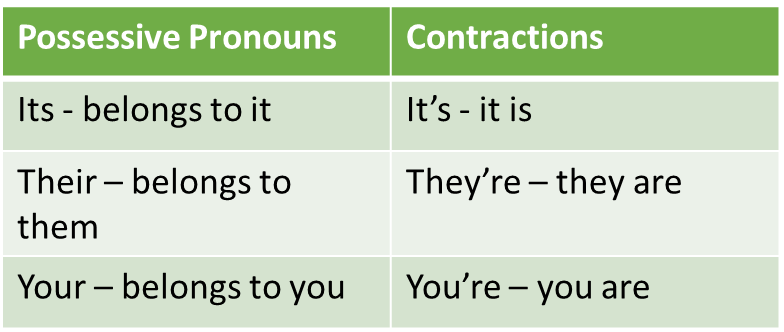 Possessive Pronouns
Contractions
Its - belongs to it
It’s - it is
Their – belongs to
them
They’re – they are
Your – belongs to you
You’re – you are